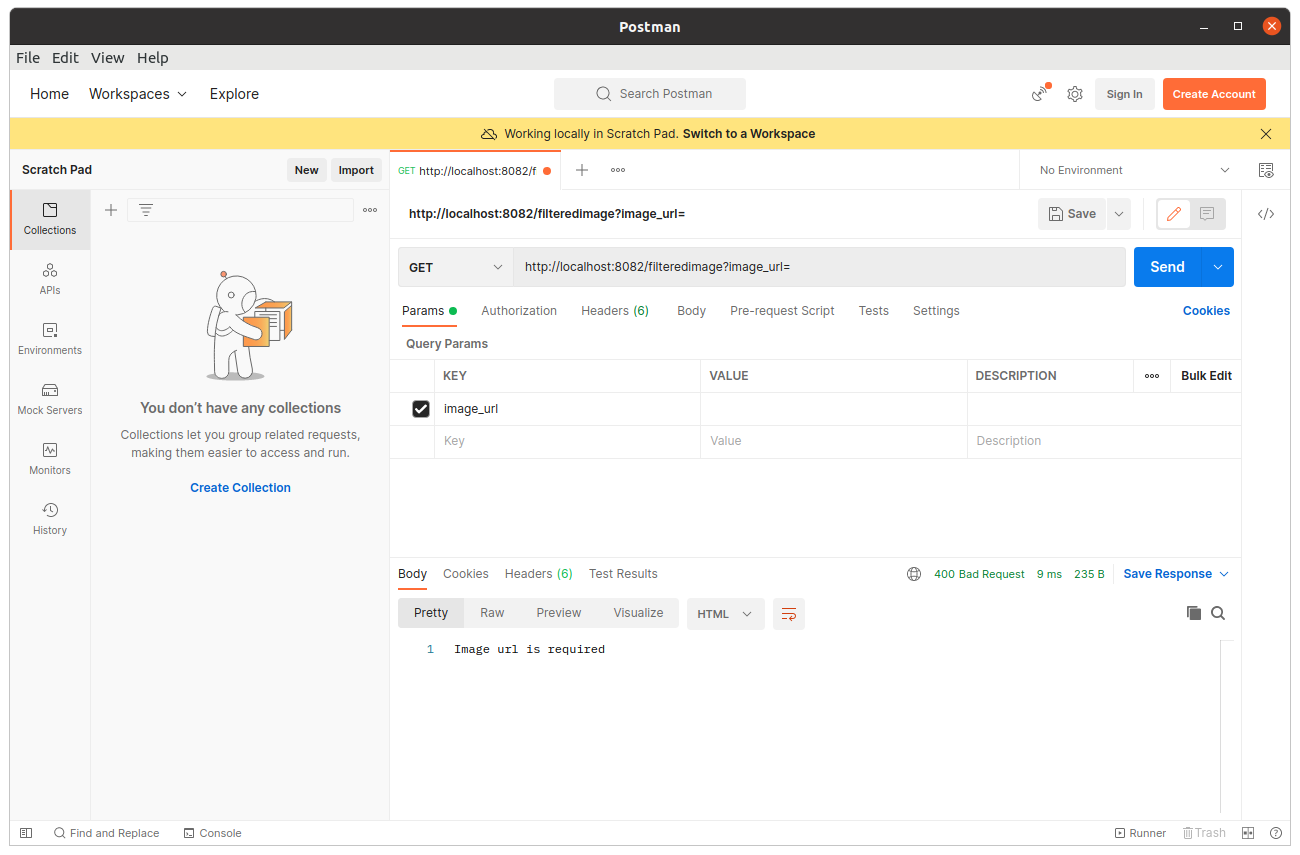 Postman
File Edit View Help
Home Workspaces Explore Search Postman Sign In Create Account
Working locally in Scratch Pad. Switch to a Workspace
Scratch Pad New Import GET http://localhost:8082/f No Environment
Collections
http://localhost:8082/filteredimage?image_url= Save
GET http://localhost:8082/filteredimage?image_url= Send
APIs
Params Authorization Headers (6) Body Pre-request Script Tests Settings Cookies
Environments
Query Params
KEY VALUE DESCRIPTION Bulk Edit
Mock Servers
image_url
Key Value Description
You don't have any collections
Collections let you group related requests,
making them easier to access and run.
Monitors
Create Collection
History
Body Cookies Headers (6) Test Results 400 Bad Request 9 ms 235 B Save Response
Pretty Raw Preview Visualize HTML
1 Image url is required
Find and Replace Console Runner Trash